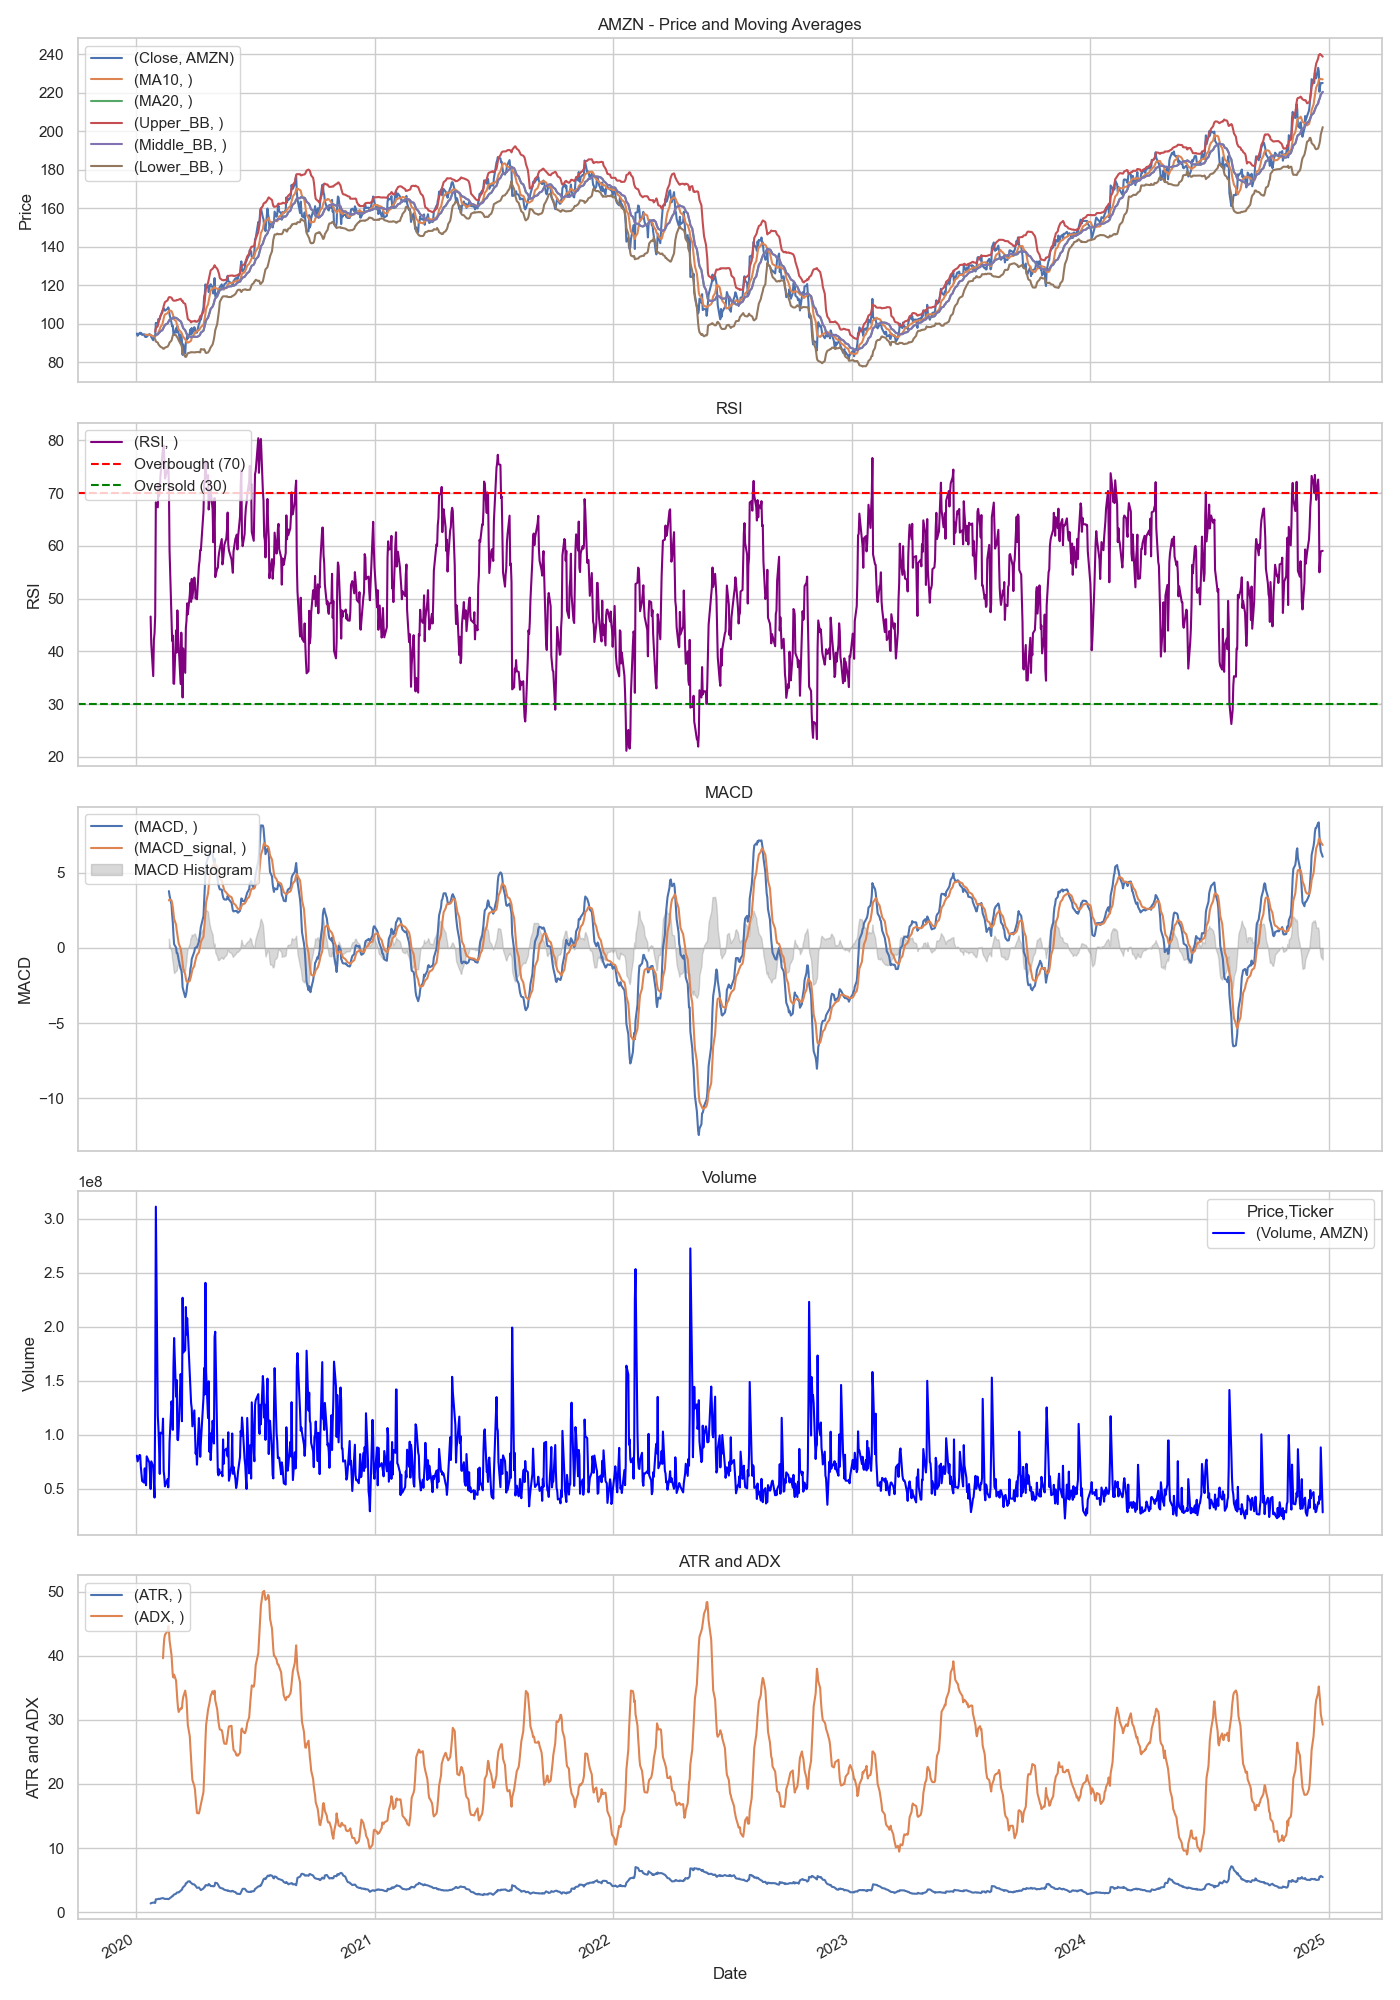 AMZN - Price and Moving Averages
(Close, AMZN)
(MA10, )
(MA20, )
(Upper_BB, )
(Middle_BB, )
(Lower_BB, )
240
220
200
180
160
140
120
100
80
Price
RSI
(RSI, )
Overbought (70)
Oversold (30)
80
70
60
50
40
30
20
RSI
MACD
(MACD, )
(MACD_signal, )
MACD Histogram
5
0
−5
−10
MACD
Volume
1e8
Price,Ticker
(Volume, AMZN)
3.0
2.5
2.0
1.5
1.0
0.5
Volume
ATR and ADX
(ATR, )
(ADX, )
50
40
30
20
10
0
ATR and ADX
2020
2021
2022
2023
2024
2025
Date